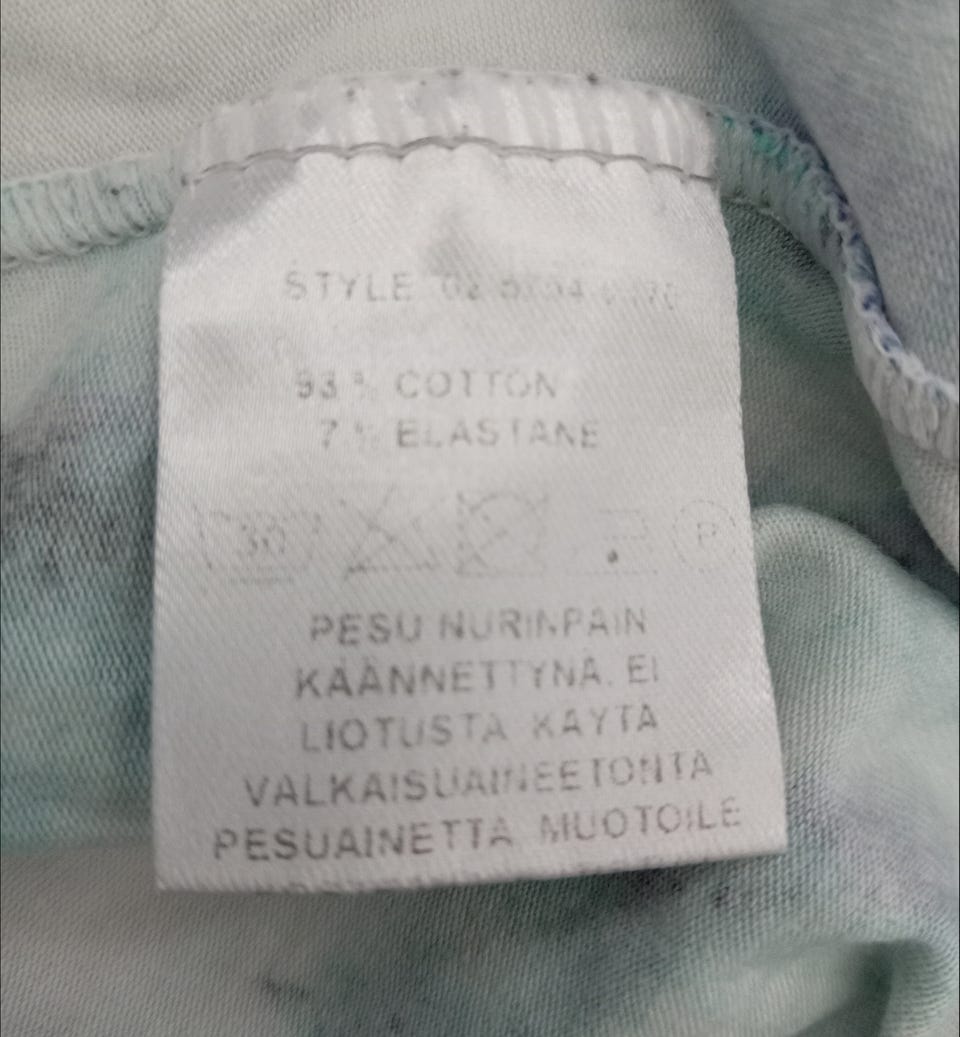 STYLE
93 % COTTON
7 % ELASTANE
30
P
PESU NURINPAIN
KÄÄNNETTYNÄ. EI
LIOTUSTA KÄYTÄ
VALKAISUAINEETONTA
PESUAINETTA MUOTOILE